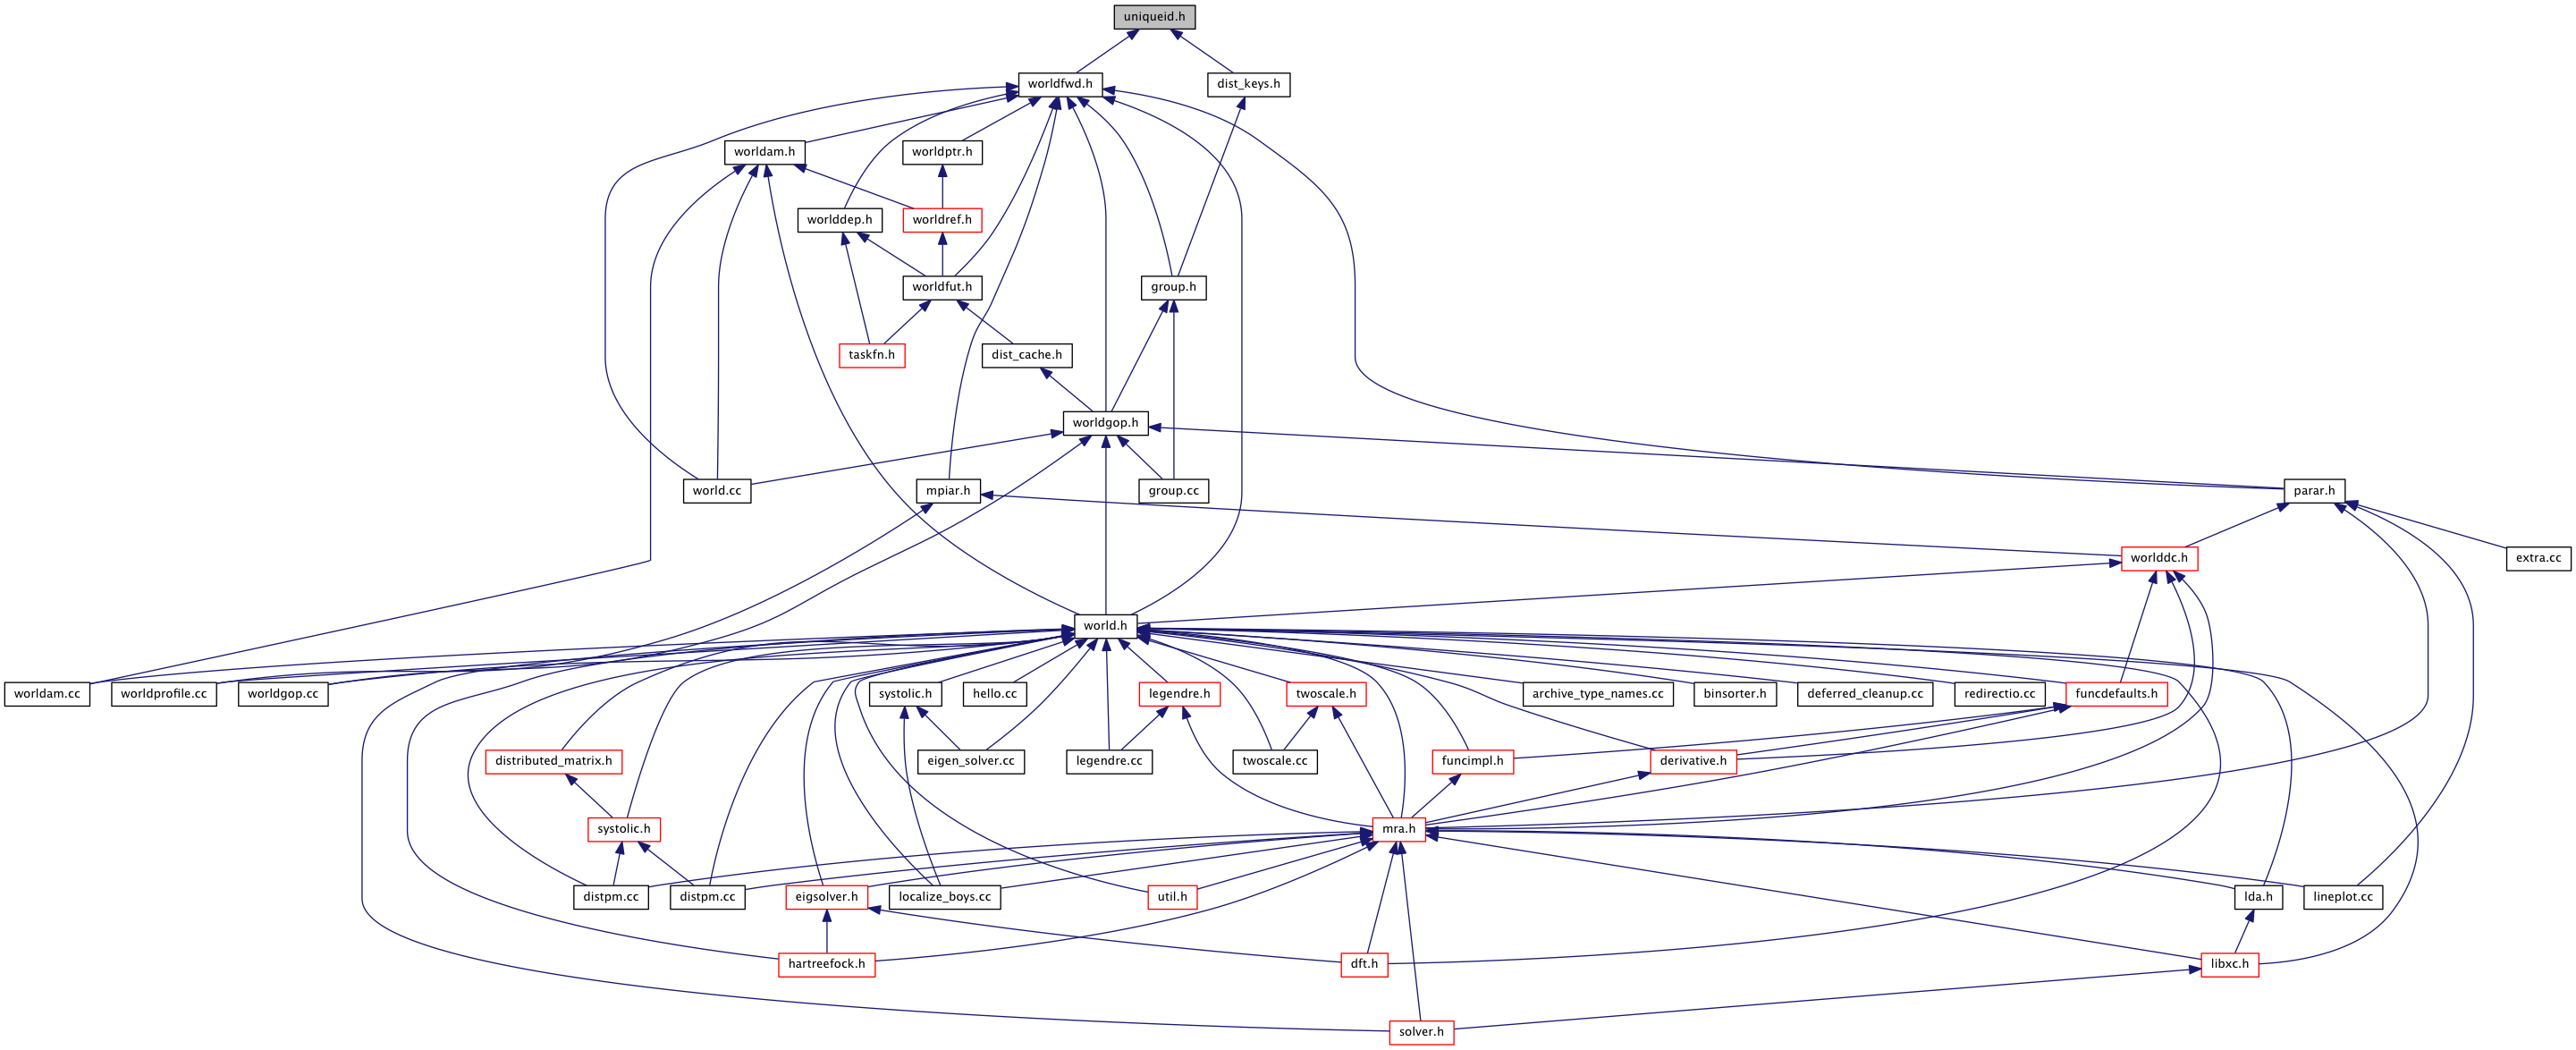 uniqueid.h
worldfwd.h
dist_keys.h
worldam.h
worldptr.h
worlddep.h
worldref.h
worldfut.h
group.h
taskfn.h
dist_cache.h
worldgop.h
world.cc
mpiar.h
group.cc
parar.h
worlddc.h
extra.cc
world.h
worldam.cc
worldprofile.cc
worldgop.cc
systolic.h
hello.cc
legendre.h
twoscale.h
archive_type_names.cc
binsorter.h
deferred_cleanup.cc
redirectio.cc
funcdefaults.h
distributed_matrix.h
eigen_solver.cc
legendre.cc
twoscale.cc
funcimpl.h
derivative.h
systolic.h
mra.h
distpm.cc
distpm.cc
eigsolver.h
localize_boys.cc
util.h
lda.h
lineplot.cc
hartreefock.h
dft.h
libxc.h
solver.h